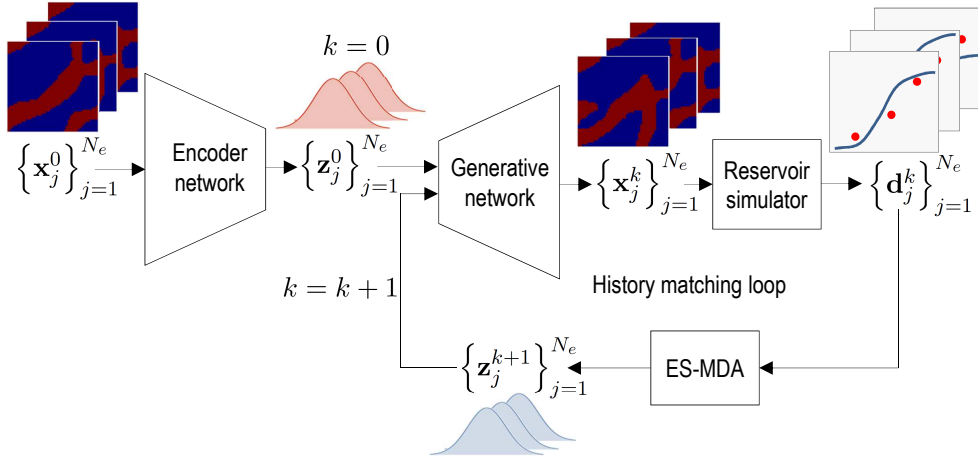 k = 0
{x_j^0}_{j=1}^{N_e}
Encoder
network
{z_j^0}_{j=1}^{N_e}
Generative
network
{x_j^k}_{j=1}^{N_e}
Reservoir
simulator
{d_j^k}_{j=1}^{N_e}
k = k + 1
History matching loop
{z_j^{k+1}}_{j=1}^{N_e}
ES-MDA